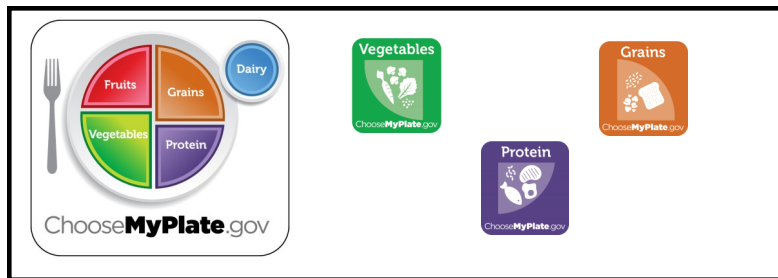 Fruits
Grains
Dairy
Vegetables
Protein
ChooseMyPlate.gov
Vegetables
ChooseMyPlate.gov
Grains
ChooseMyPlate.gov
Protein
ChooseMyPlate.gov